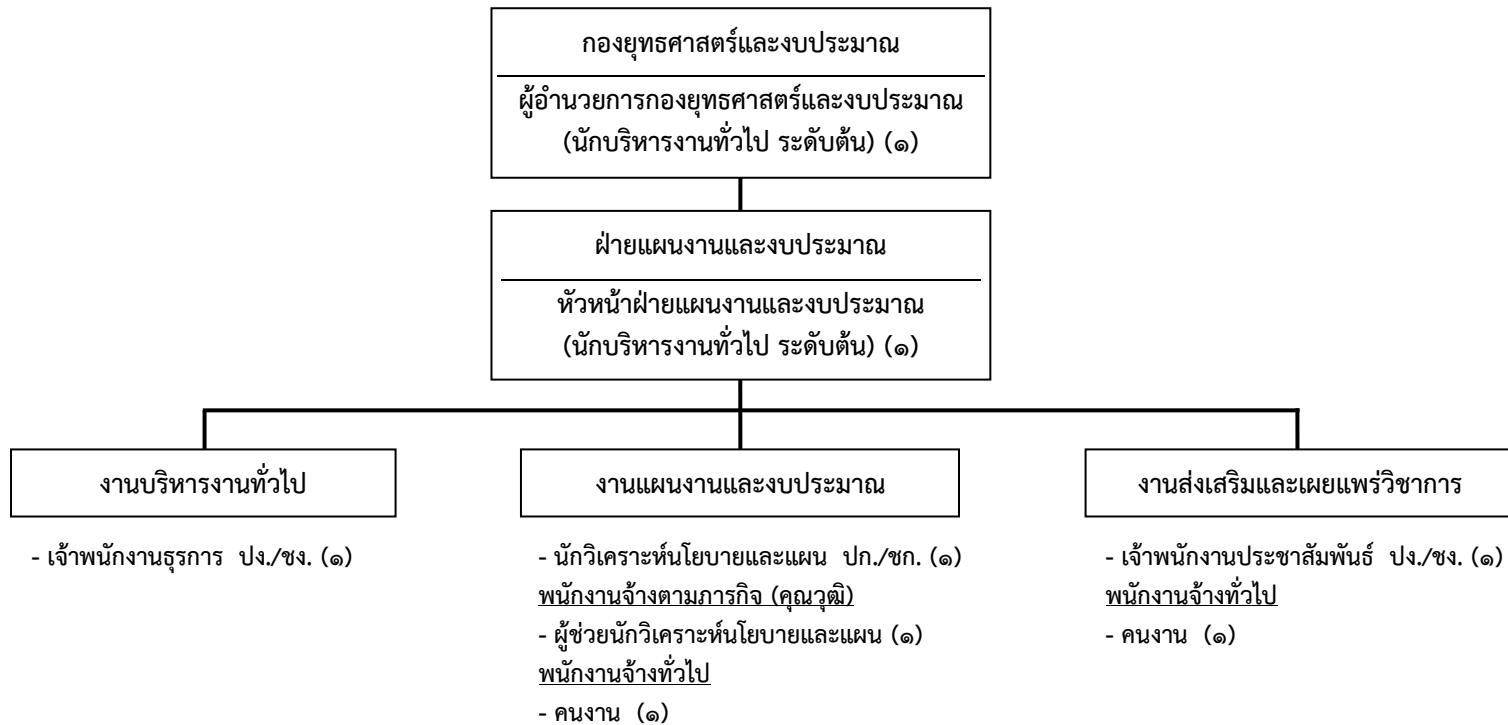 กองยุทธศาสตร์และงบประมาณ
ผู้อำนวยการกองยุทธศาสตร์และงบประมาณ
(นักบริหารงานทั่วไป ระดับต้น) (๑)
ฝ่ายแผนงานและงบประมาณ
หัวหน้าฝ่ายแผนงานและงบประมาณ
(นักบริหารงานทั่วไป ระดับต้น) (๑)
งานบริหารงานทั่วไป
- เจ้าพนักงานธุรการ ปง./ชง. (๑)
งานแผนงานและงบประมาณ
- นักวิเคราะห์นโยบายและแผน ปก./ชก. (๑)
พนักงานจ้างตามภารกิจ (คุณวุฒิ)
- ผู้ช่วยนักวิเคราะห์นโยบายและแผน (๑)
พนักงานจ้างทั่วไป
- คนงาน (๑)
งานส่งเสริมและเผยแพร่วิชาการ
- เจ้าพนักงานประชาสัมพันธ์ ปง./ชง. (๑)
พนักงานจ้างทั่วไป
- คนงาน (๑)